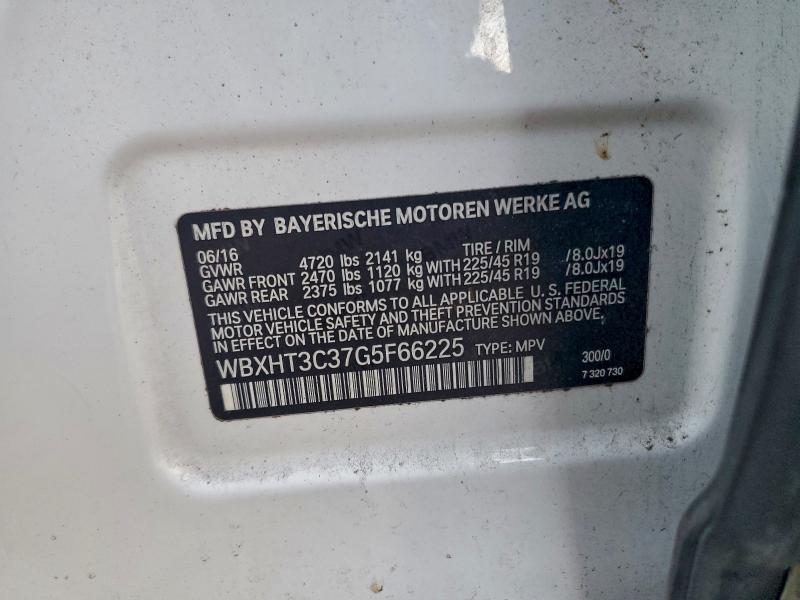 MFD BY BAYERISCHE MOTOREN WERKE AG
06/16 TIRE / RIM
GVWR 4720 lbs 2141 kg
GAWR FRONT 2470 lbs 1120 kg WITH 225/45 R19 /8.0Jx19
GAWR REAR 2375 lbs 1077 kg WITH 225/45 R19 /8.0Jx19
THIS VEHICLE CONFORMS TO ALL APPLICABLE U. S. FEDERAL
MOTOR VEHICLE SAFETY AND THEFT PREVENTION STANDARDS
IN EFFECT ON THE DATE OF MANUFACTURE SHOWN ABOVE.
WBXHT3C37G5F66225 TYPE: MPV 300/0
7 320 730